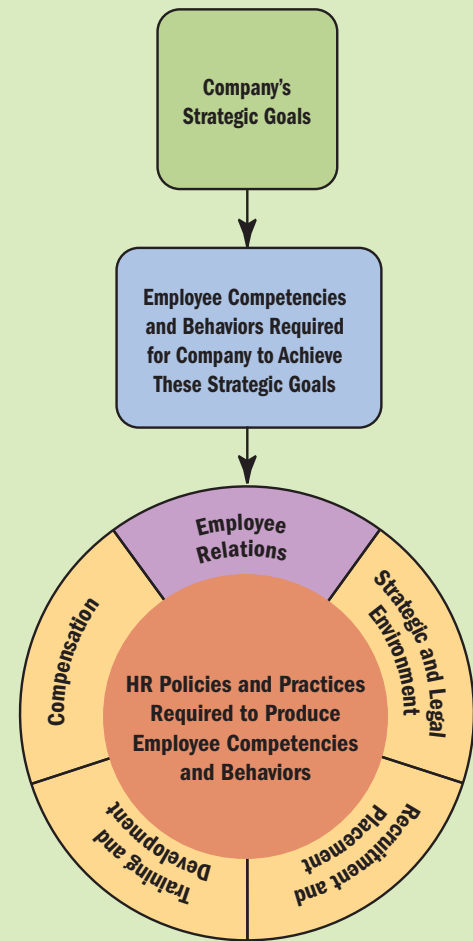 Company’s
Strategic Goals
Employee Competencies
and Behaviors Required
for Company to Achieve
These Strategic Goals
Employee
Relations
Strategic and Legal
Environment
Recruitment and
Placement
Training and
Development
Compensation
HR Policies and Practices
Required to Produce
Employee Competencies
and Behaviors